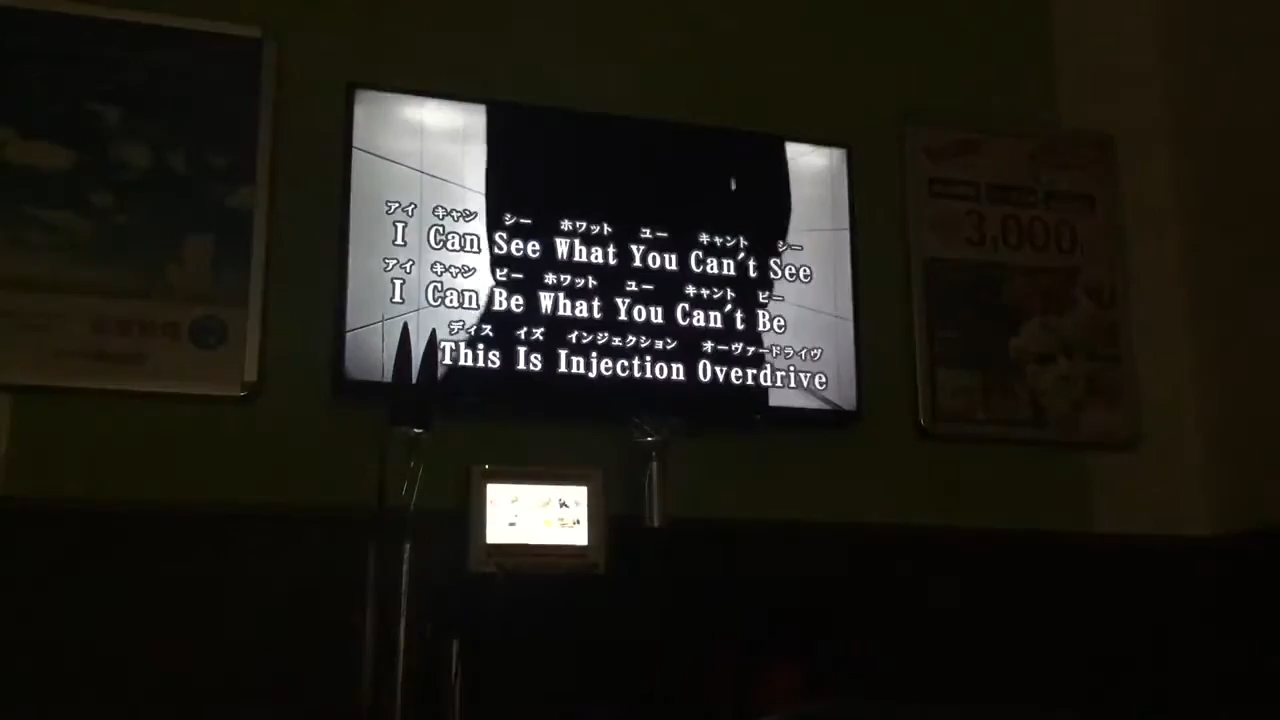 アイ キャン シー ホワット ユー キャント シー
I Can See What You Can't See
アイ キャン ビー ホワット ユー キャント ビー
I Can Be What You Can't Be
ディス イズ インジェクション オーヴァードライヴ
This Is Injection Overdrive
3,000